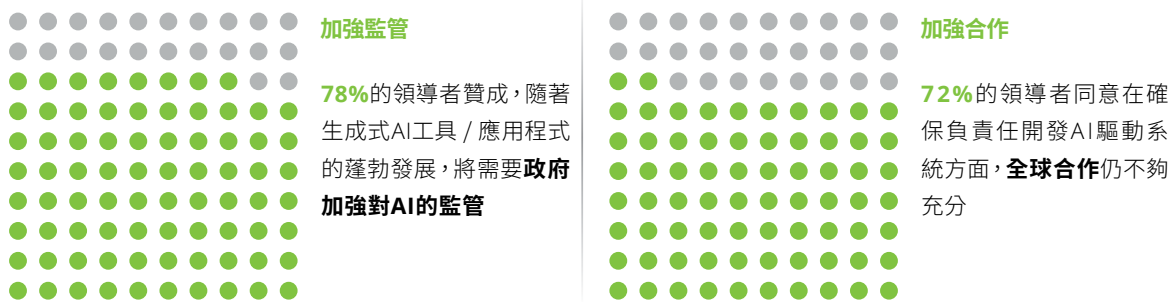 加強監管
78%的領導者贊成，隨著
生成式AI工具 / 應用程式
的蓬勃發展，將需要政府
加強對AI的監管
加強合作
72%的領導者同意在確
保負責任開發AI驅動系
統方面，全球合作仍不夠
充分